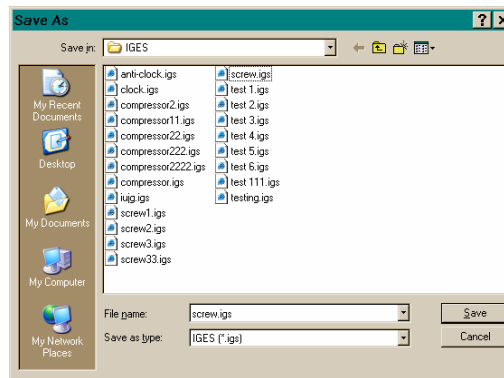 Save As
Save in:
IGES
My Recent
Documents
Desktop
My Documents
My Computer
My Network
Places
anti-clock.igs
clock.igs
compressor2.igs
compressor11.igs
compressor22.igs
compressor222.igs
compressor2222.igs
compressor.igs
iujg.igs
screw1.igs
screw2.igs
screw3.igs
screw33.igs
screw.igs
test 1.igs
test 2.igs
test 3.igs
test 4.igs
test 5.igs
test 6.igs
test 111.igs
testing.igs
File name:
screw.igs
Save
Save as type:
IGES (*.igs)
Cancel